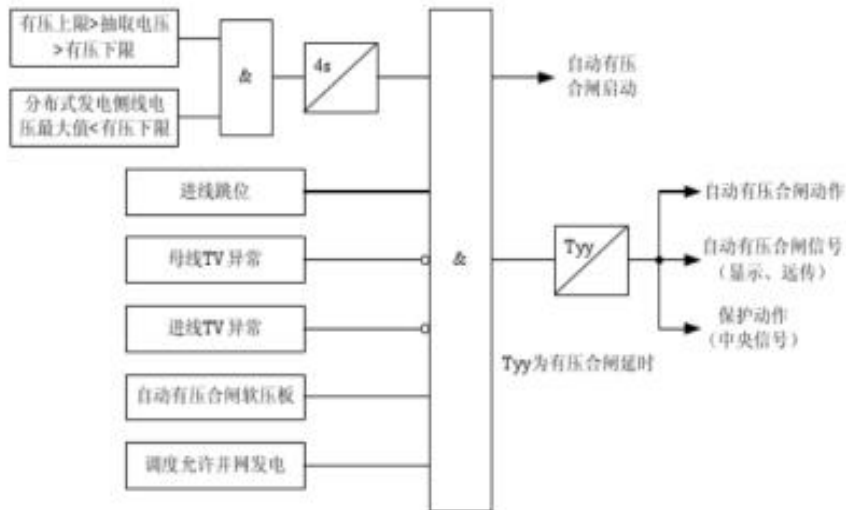 有压上限>抽取电压
>有压下限
&
4s
自动有压
合闸启动
分布式发电侧线电
压最大值<有压下限
进线跳位
自动有压合闸动作
母线TV异常
&
Tyy
自动有压合闸信号
（显示、远传）
进线TV异常
保护动作
（中央信号）
Tyy为有压合闸延时
自动有压合闸软压板
调度允许并网发电